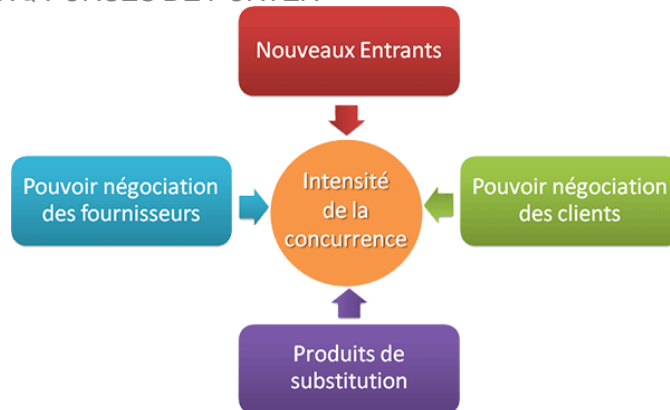 Nouveaux Entrants
Pouvoir négociation
des fournisseurs
Intensité
de la
concurrence
Pouvoir négociation
des clients
Produits de
substitution